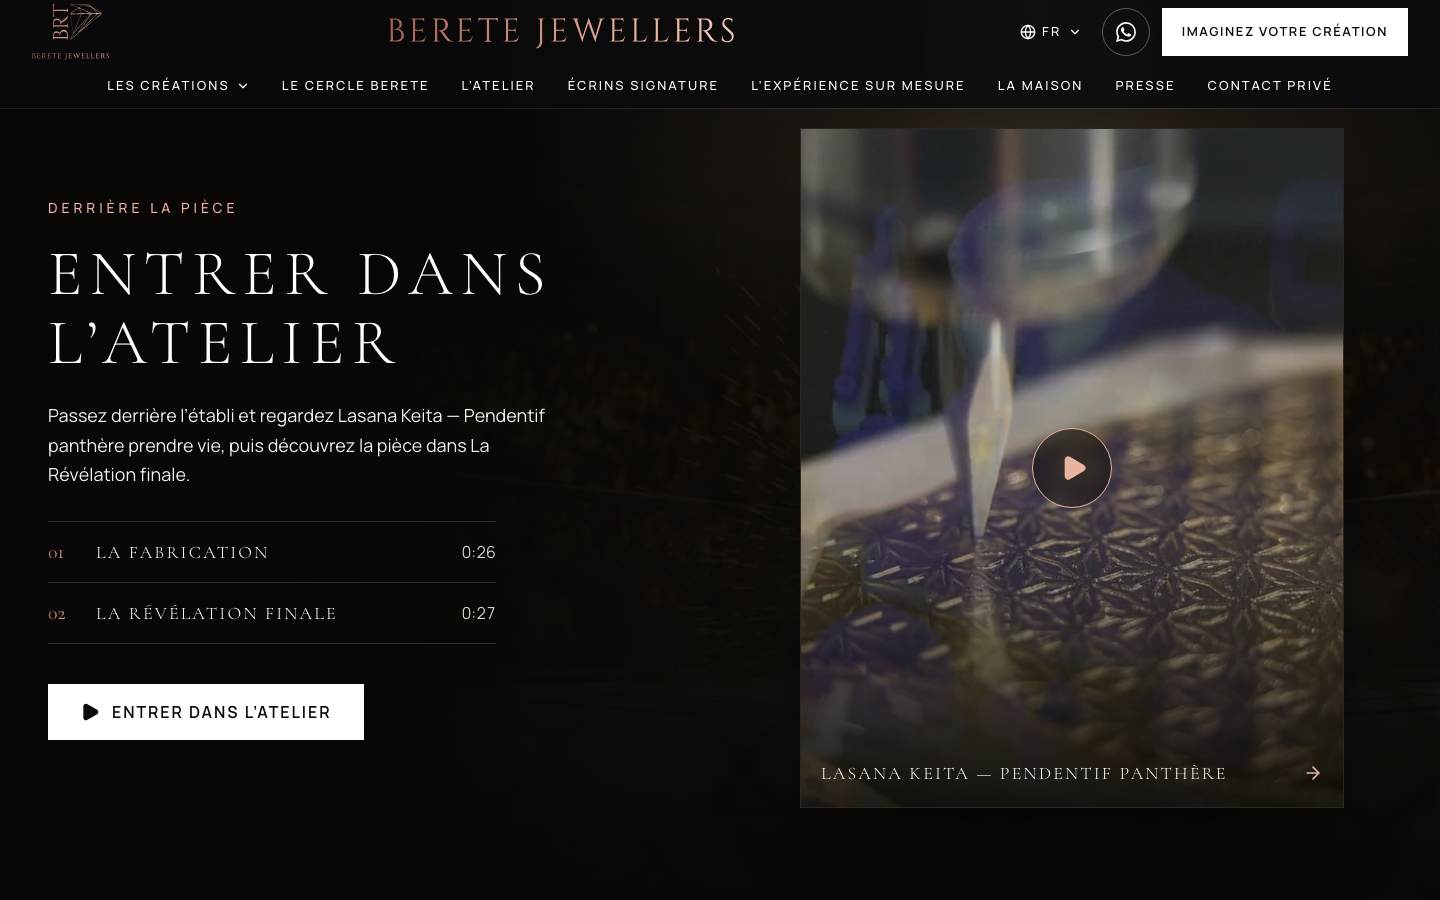 BRT
BERETE JEWELLERS
BERETE JEWELLERS
FR
IMAGINEZ VOTRE CRÉATION
LES CRÉATIONS
LE CERCLE BERETE
L'ATELIER
ÉCRINS SIGNATURE
L'EXPÉRIENCE SUR MESURE
LA MAISON
PRESSE
CONTACT PRIVÉ
DERRIÈRE LA PIÈCE
ENTRER DANS
L’ATELIER
Passez derrière l’établi et regardez Lasana Keita — Pendentif
panthère prendre vie, puis découvrez la pièce dans La
Révélation finale.
01 LA FABRICATION 0:26
02 LA RÉVÉLATION FINALE 0:27
ENTRER DANS L’ATELIER
LASANA KEITA — PENDENTIF PANTHÈRE